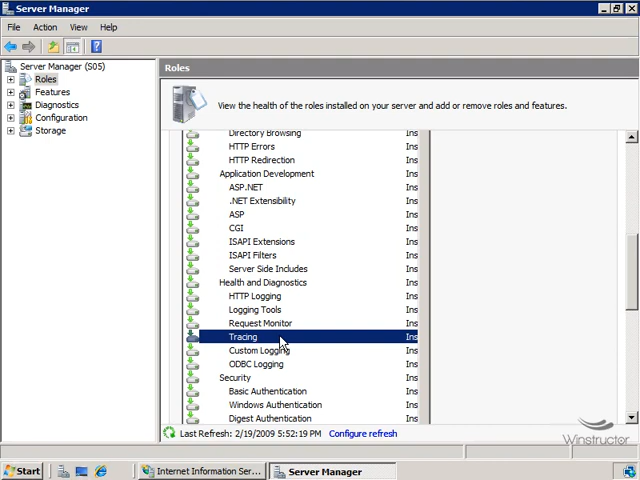 Server Manager
File Action View Help
Server Manager (S05)
Roles
Features
Diagnostics
Configuration
Storage
Roles
View the health of the roles installed on your server and add or remove roles and features.
Directory Browsing Ins
HTTP Errors Ins
HTTP Redirection Ins
Application Development Ins
ASP.NET Ins
.NET Extensibility Ins
ASP Ins
CGI Ins
ISAPI Extensions Ins
ISAPI Filters Ins
Server Side Includes Ins
Health and Diagnostics Ins
HTTP Logging Ins
Logging Tools Ins
Request Monitor Ins
Tracing Ins
Custom Logging Ins
ODBC Logging Ins
Security Ins
Basic Authentication Ins
Windows Authentication Ins
Digest Authentication Ins
Last Refresh: 2/19/2009 5:52:19 PM Configure refresh
Winstructor
Start Internet Information Ser... Server Manager